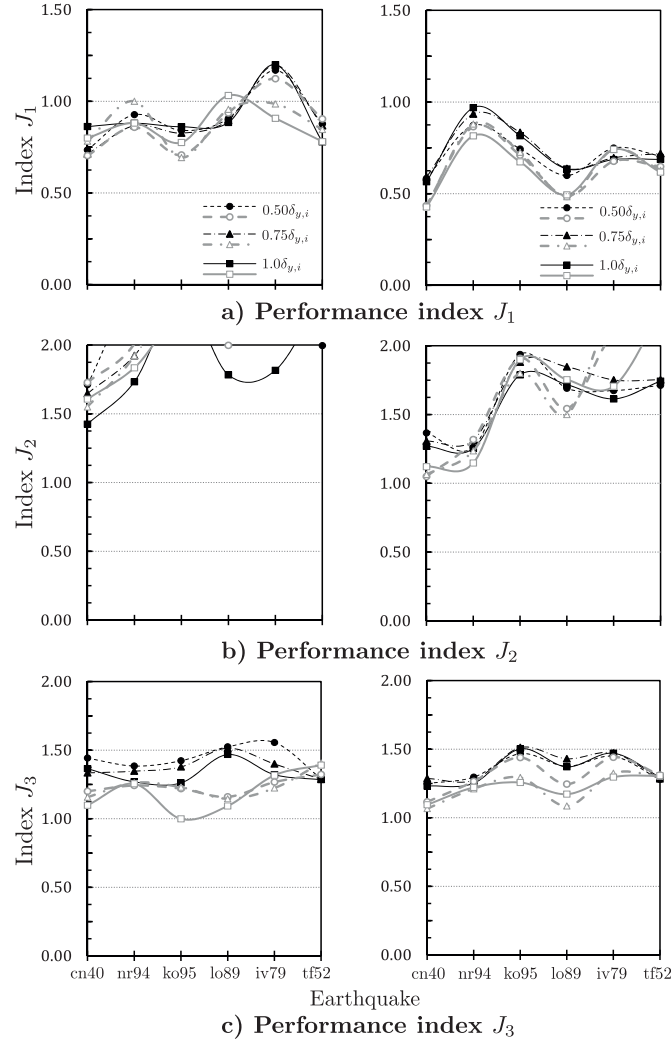 1.50
1.00
0.50
0.00
Index J1
0.50δy,i
0.75δy,i
1.0δy,i
1.50
1.00
0.50
0.00
0.50δy,i
0.75δy,i
1.0δy,i
a) Performance index J1
2.00
1.50
1.00
0.50
0.00
Index J2
2.00
1.50
1.00
0.50
0.00
b) Performance index J2
2.00
1.50
1.00
0.50
0.00
Index J3
cn40 nr94 ko95 lo89 iv79 tf52
2.00
1.50
1.00
0.50
0.00
cn40 nr94 ko95 lo89 iv79 tf52
Earthquake
c) Performance index J3